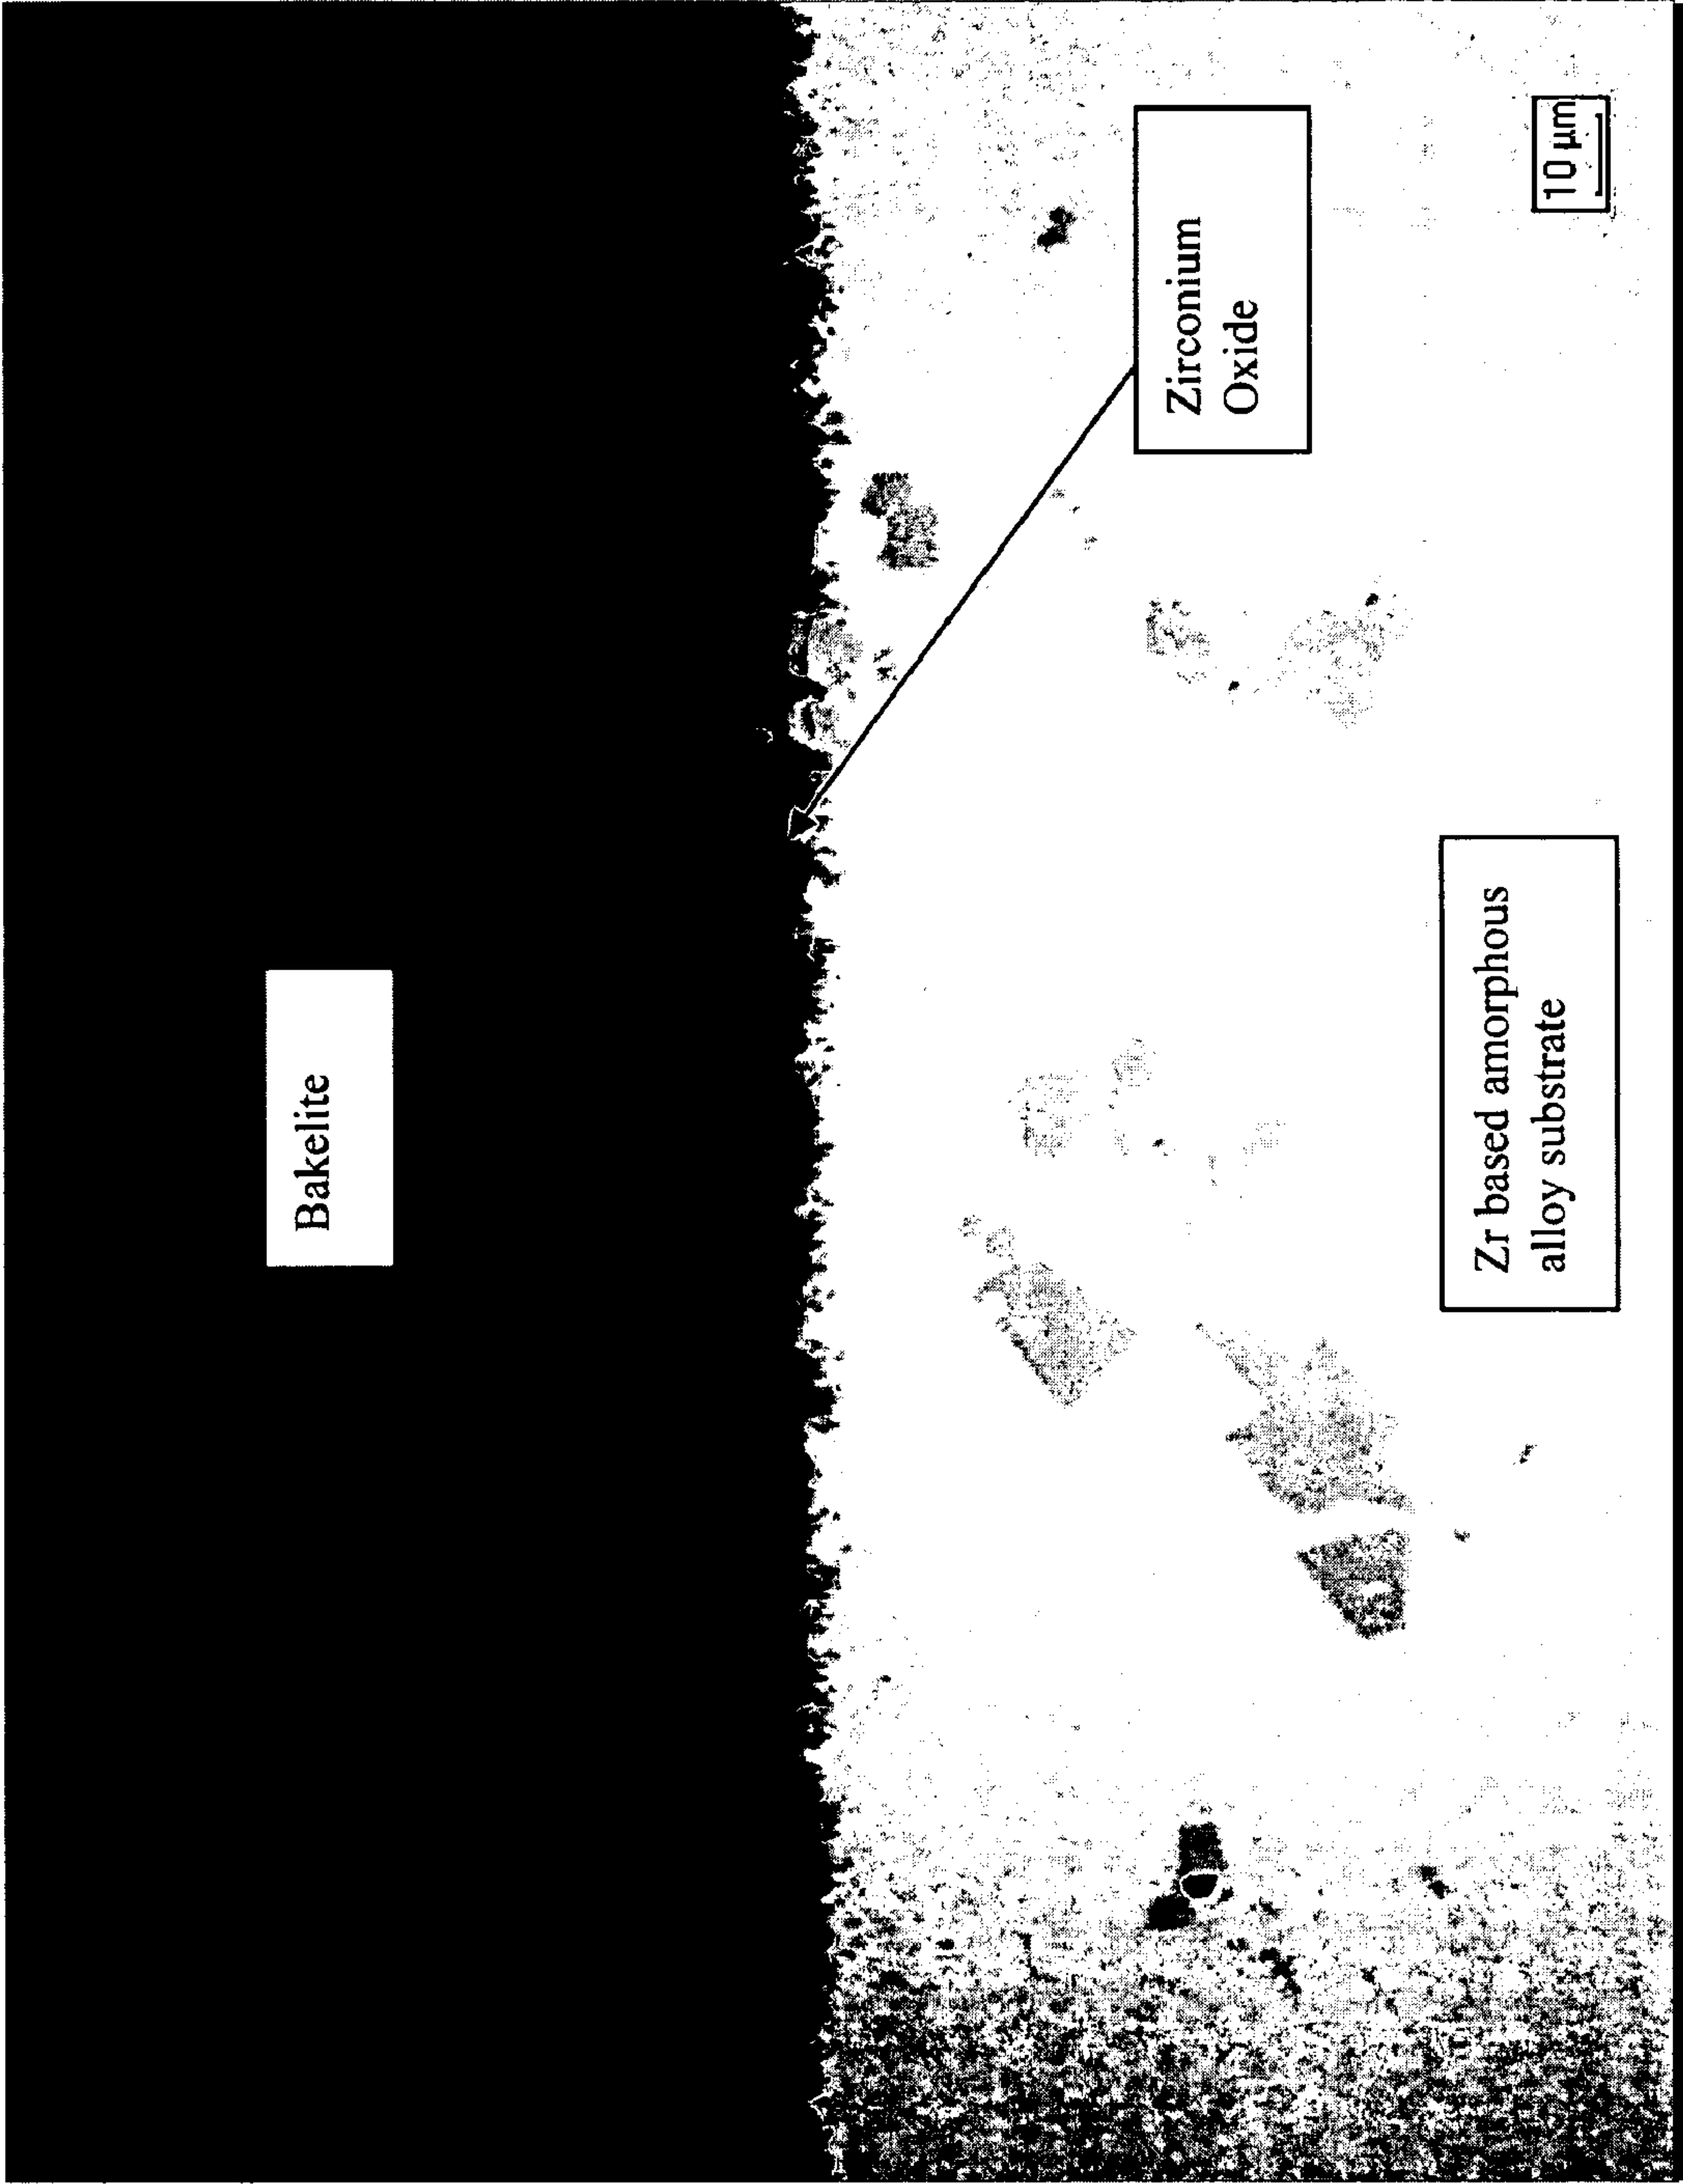 Bakelite
Zirconium
Oxide
10 µm
Zr based amorphous
alloy substrate